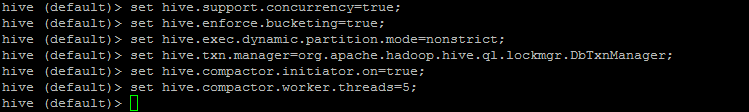 hive (default)> set hive.support.concurrency=true;
hive (default)> set hive.enforce.bucketing=true;
hive (default)> set hive.exec.dynamic.partition.mode=nonstrict;
hive (default)> set hive.txn.manager=org.apache.hadoop.hive.ql.lockmgr.DbTxnManager;
hive (default)> set hive.compactor.initiator.on=true;
hive (default)> set hive.compactor.worker.threads=5;
hive (default)>